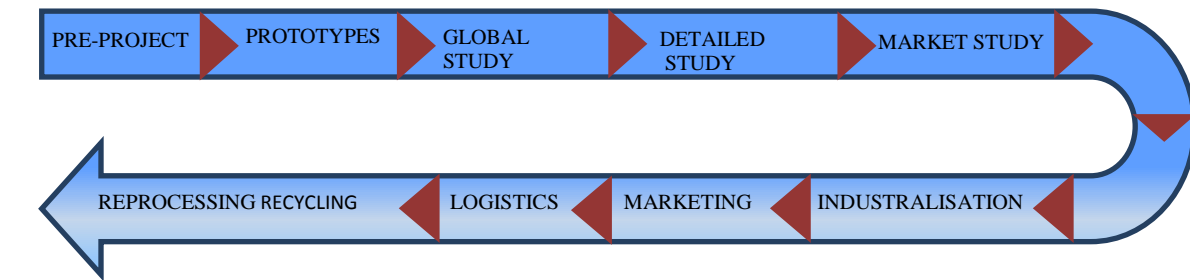 PRE-PROJECT
PROTOTYPES
GLOBAL
STUDY
DETAILED
STUDY
MARKET STUDY
INDUSTRALISATION
MARKETING
LOGISTICS
REPROCESSING RECYCLING